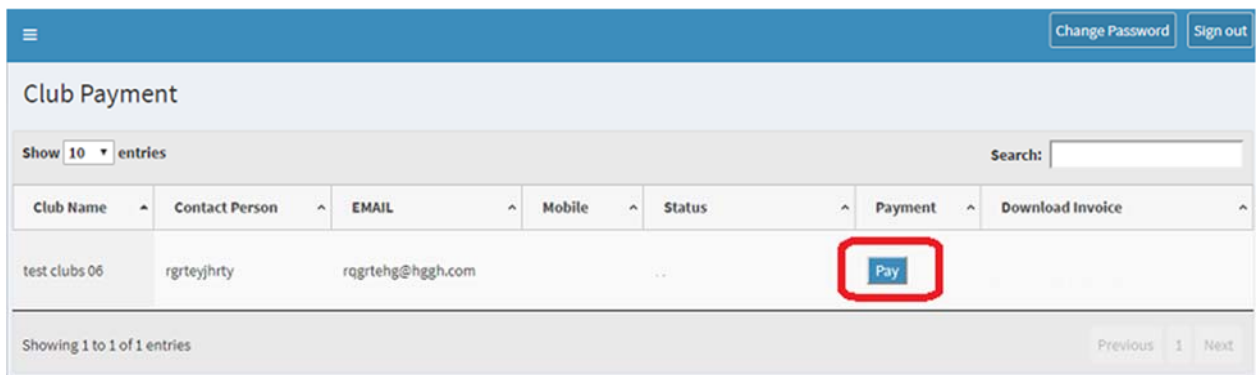 Change Password Sign out
Club Payment
Show 10 entries Search:
Club Name Contact Person EMAIL Mobile Status Payment Download Invoice
test clubs 06 rgrteyjhrty rqgrtehg@hggh.com . . Pay
Showing 1 to 1 of 1 entries Previous 1 Next